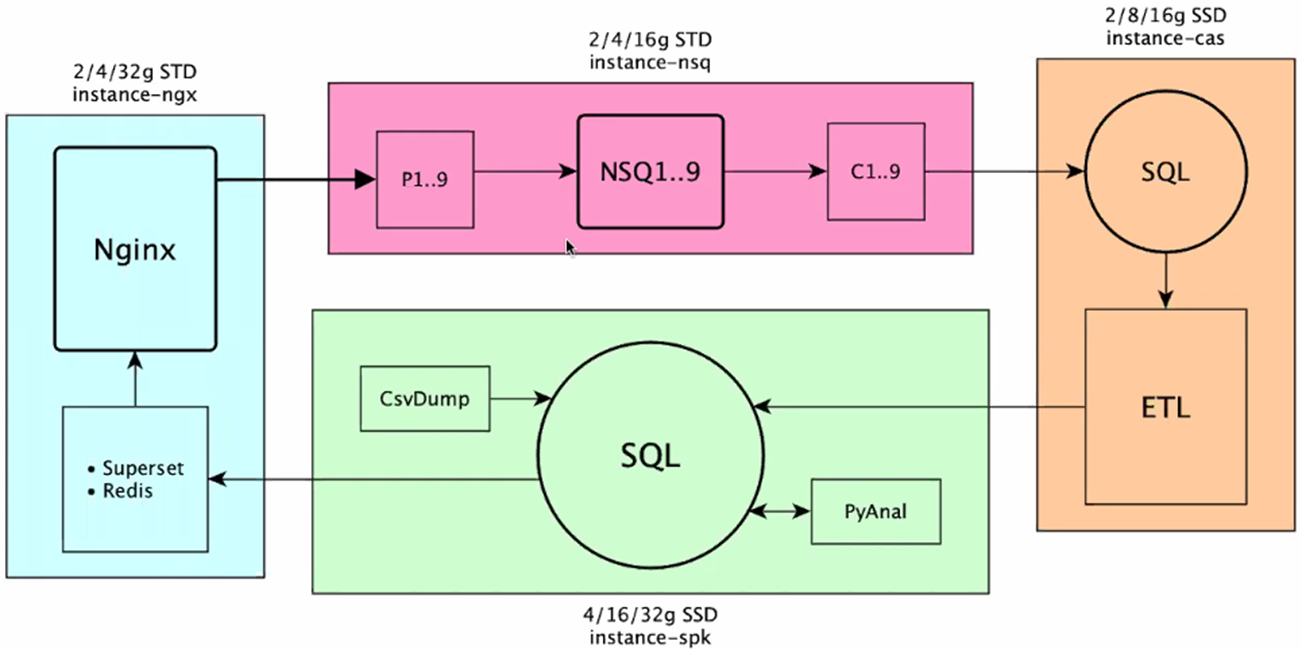 2/4/32g STD
instance-ngx
Nginx
• Superset
• Redis
2/4/16g STD
instance-nsq
P1..9
NSQ1..9
C1..9
2/8/16g SSD
instance-cas
SQL
ETL
CsvDump
SQL
PyAnal
4/16/32g SSD
instance-spk